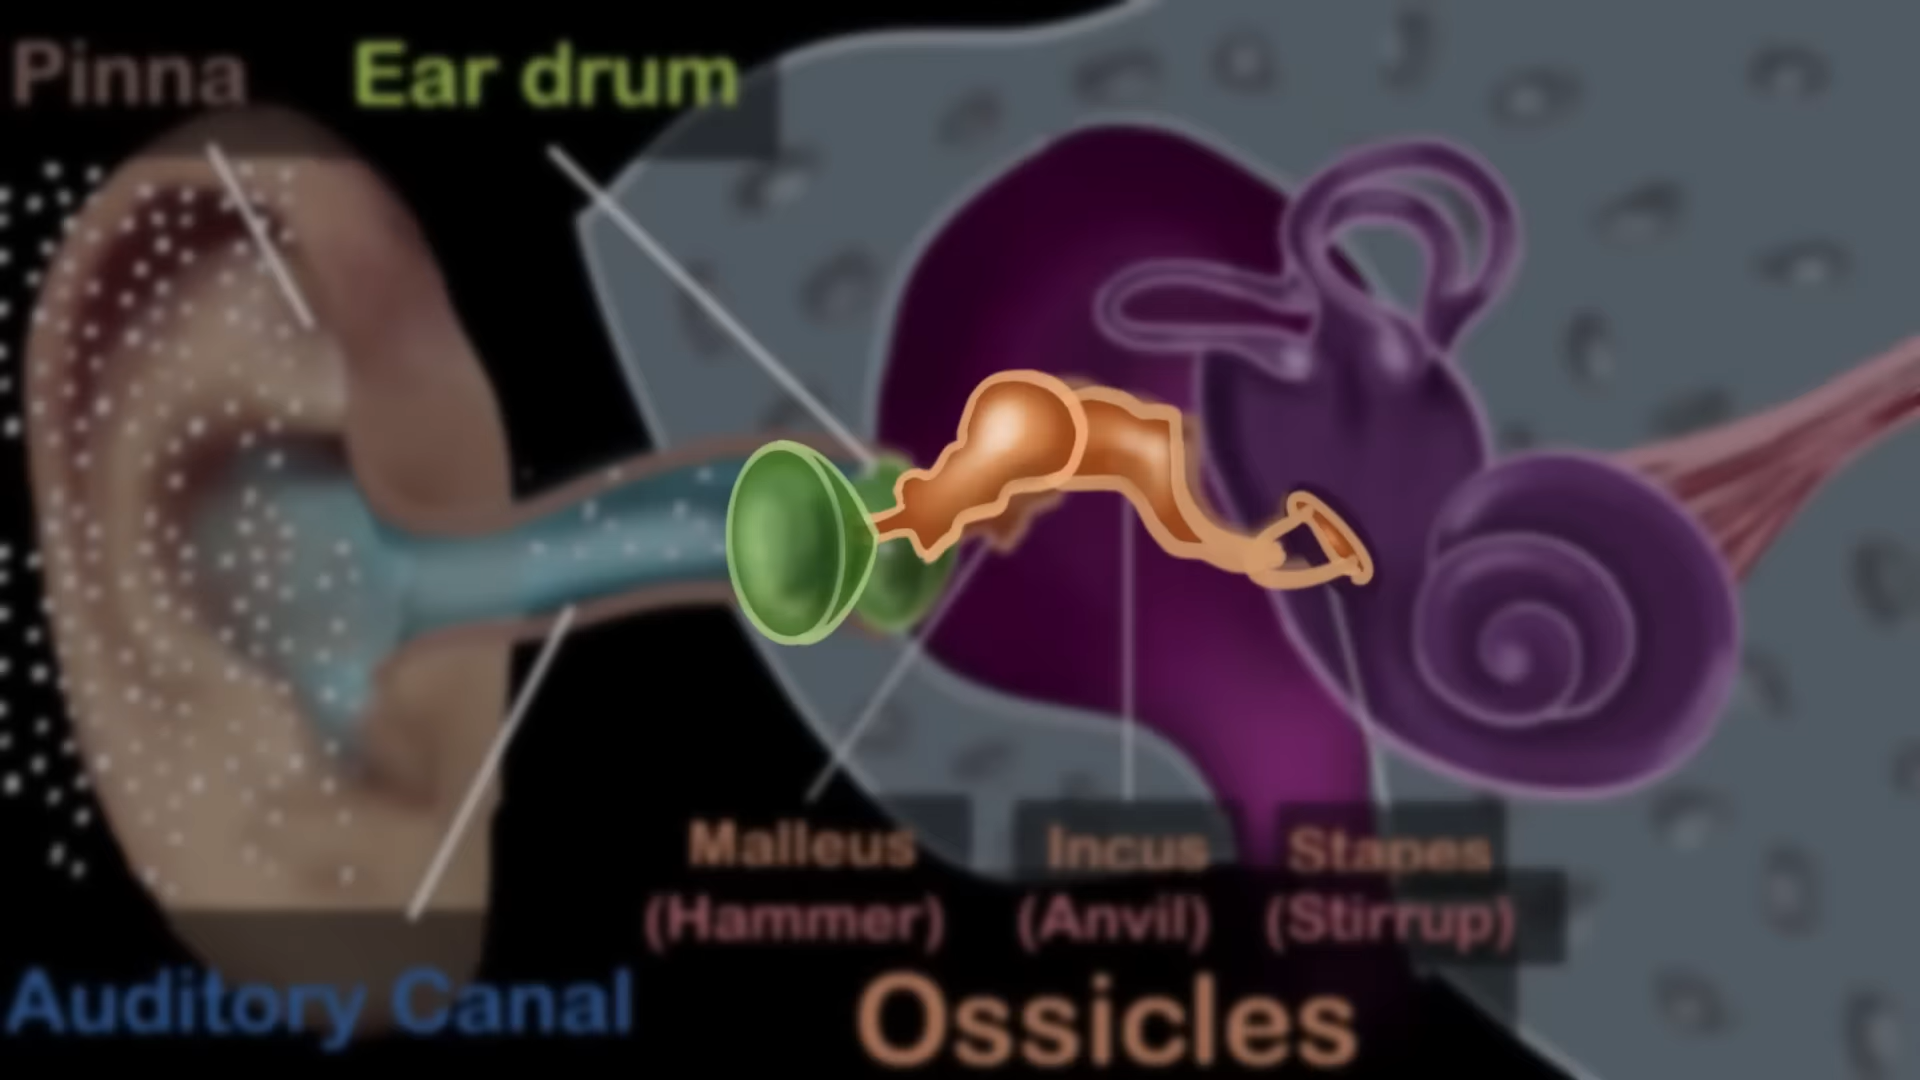 Pinna
Ear drum
Malleus
(Hammer)
Incus
(Anvil)
Stapes
(Stirrup)
Auditory Canal
Ossicles